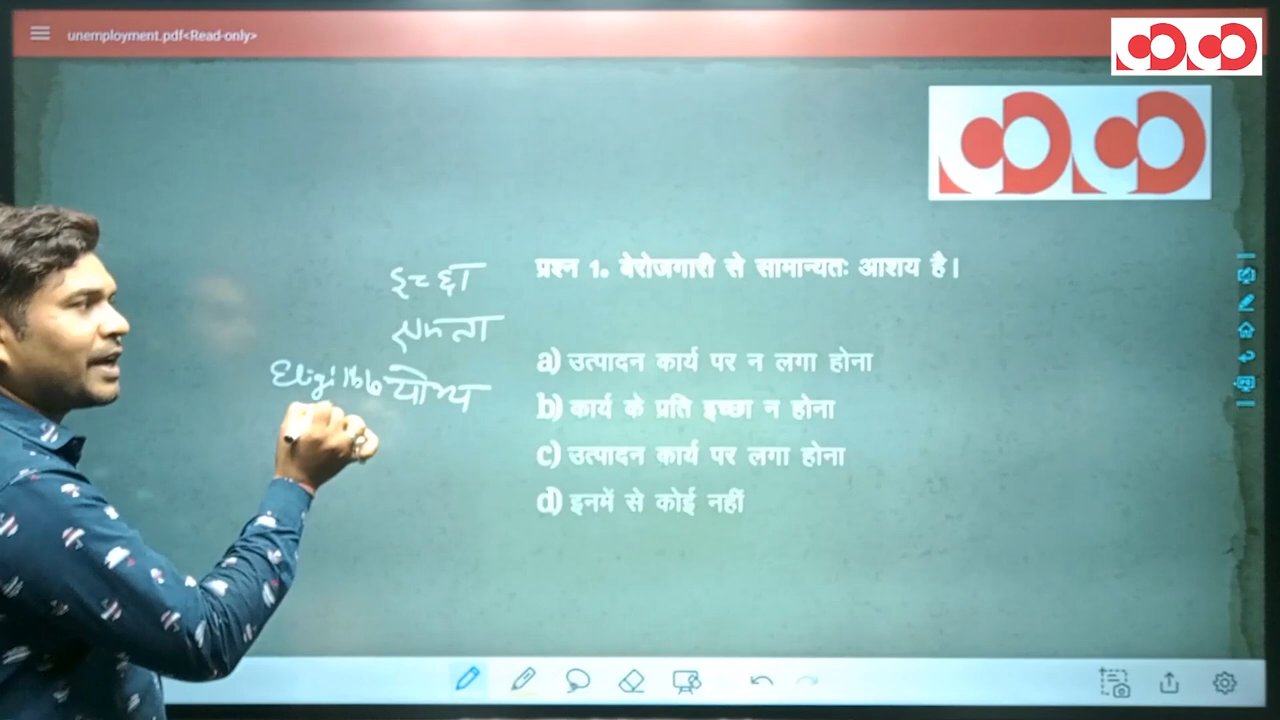 unemployment.pdf<Read-only>
प्रश्न 1. बेरोजगारी से सामान्यतः आशय है।
इच्छा
क्षमता
Eligible योग्य
a) उत्पादन कार्य पर न लगा होना
b) कार्य के प्रति इच्छा न होना
c) उत्पादन कार्य पर लगा होना
d) इनमें से कोई नहीं